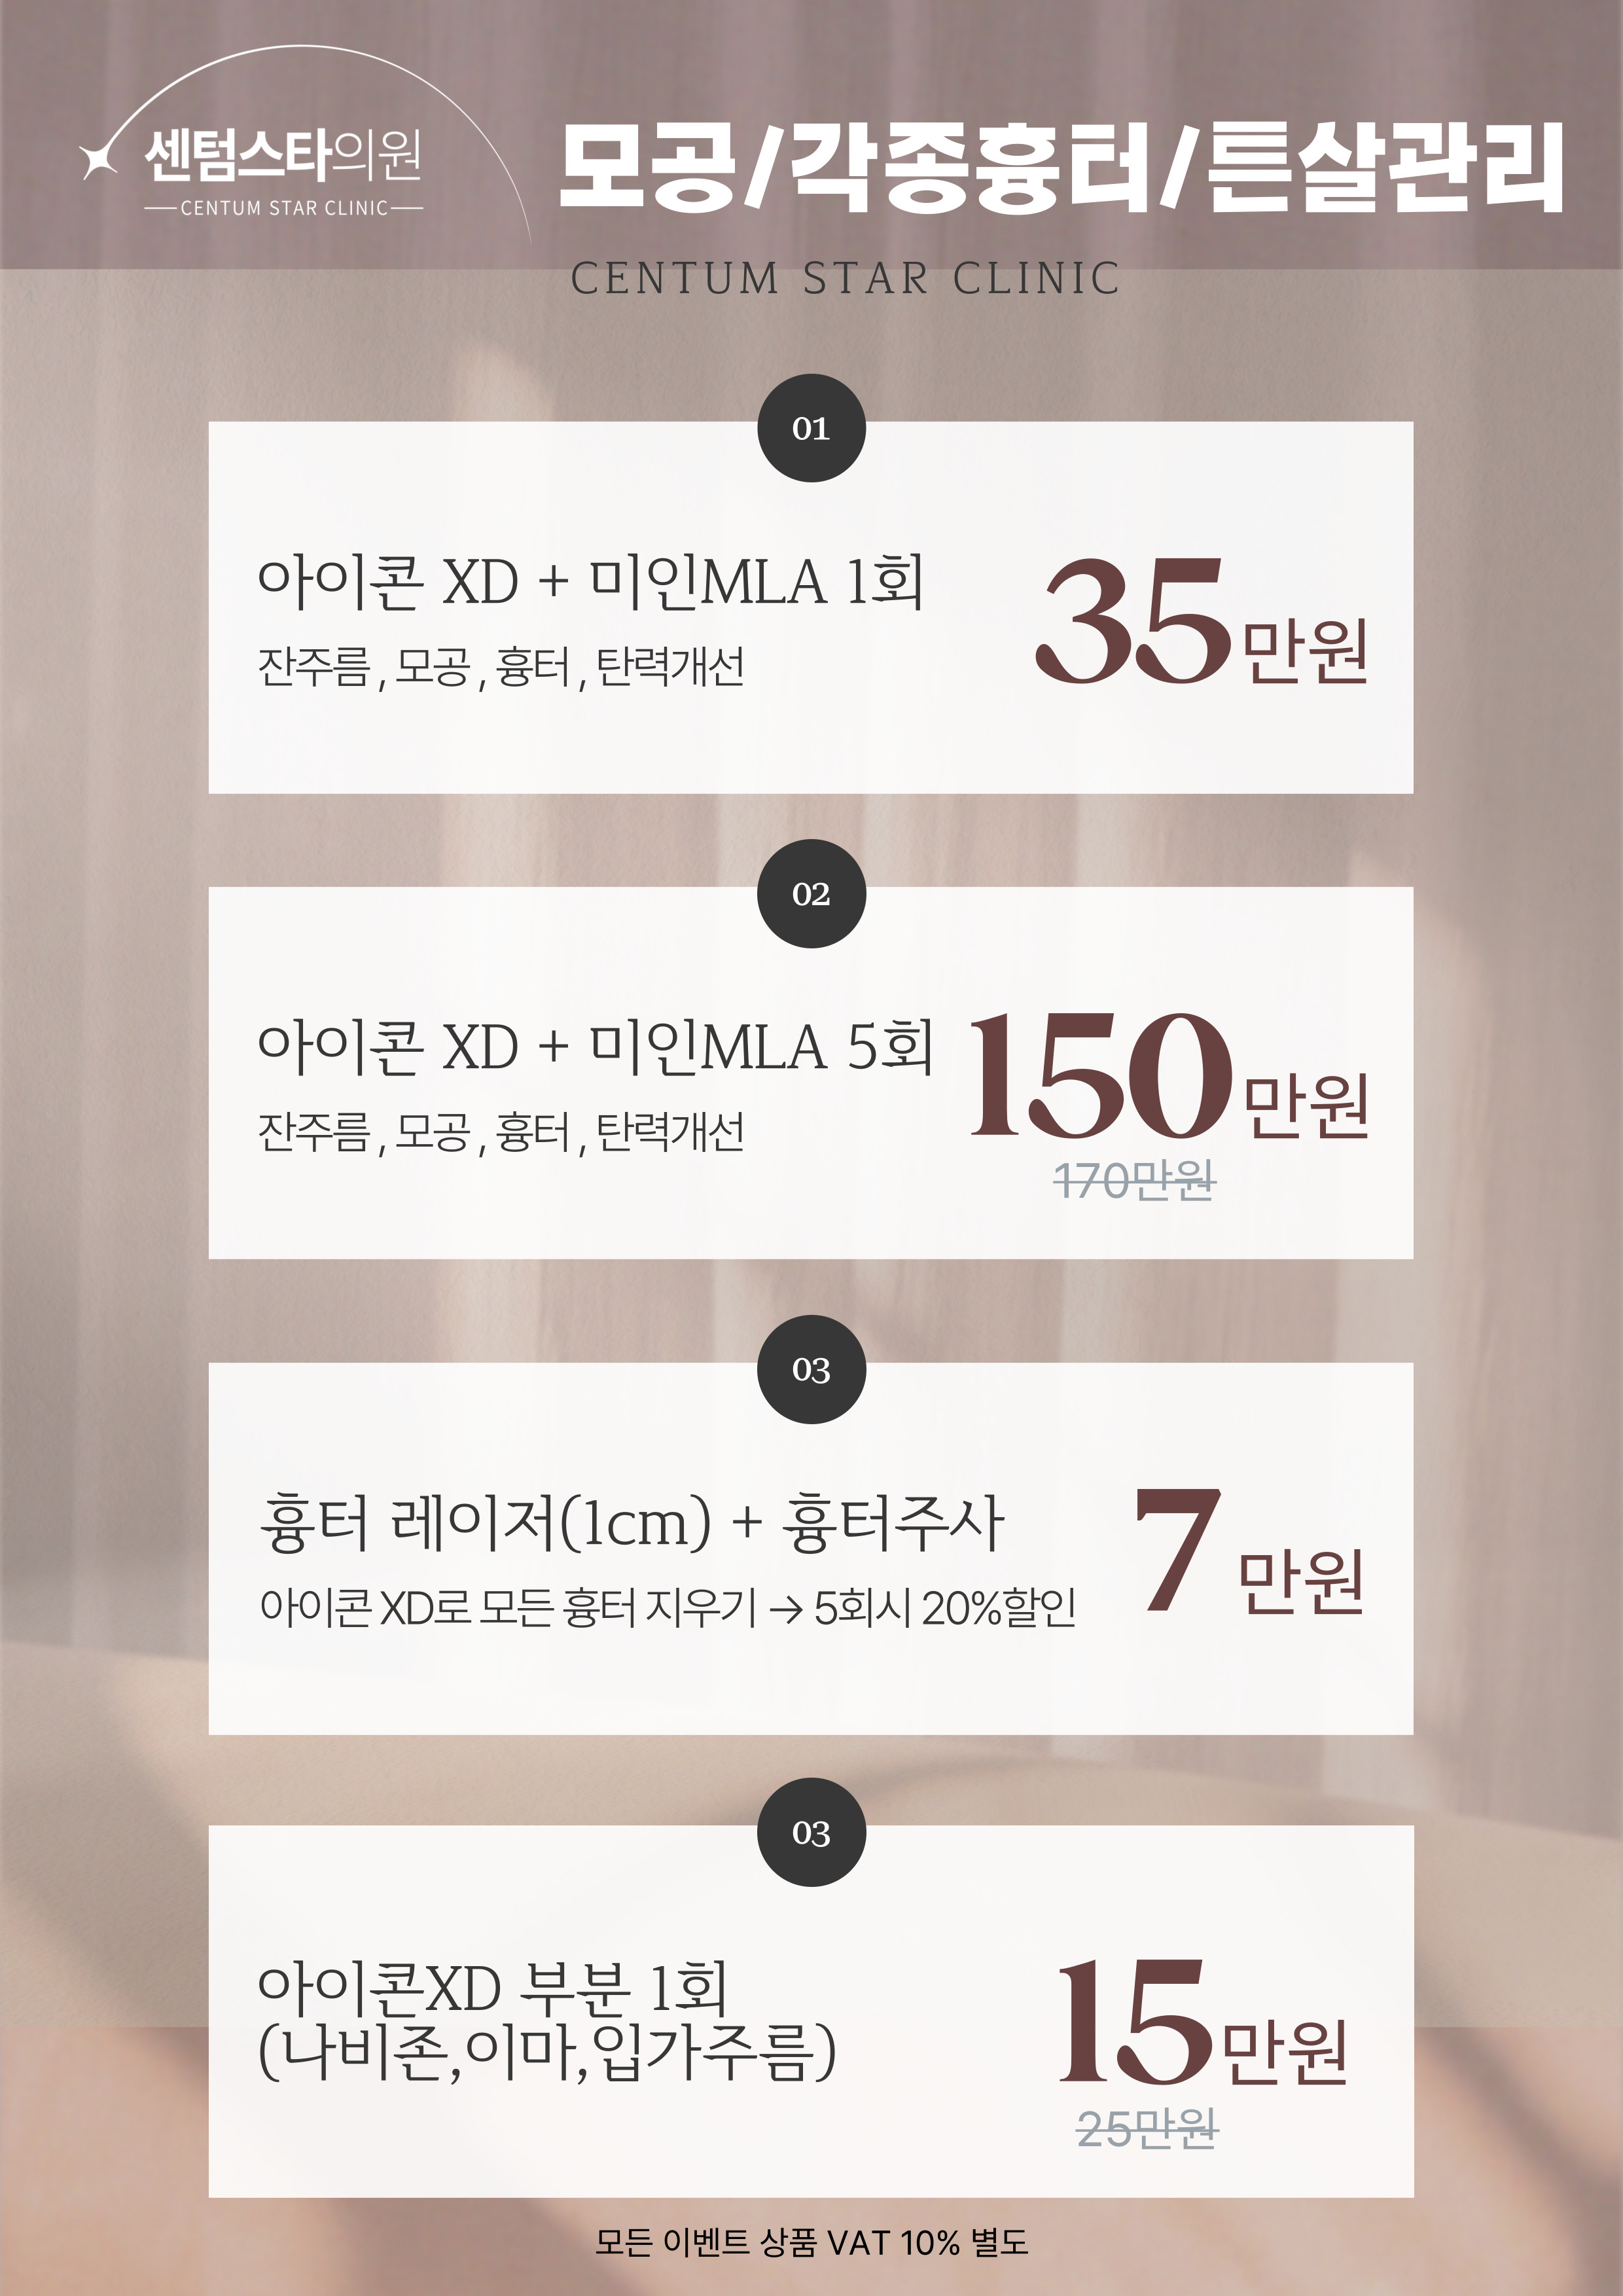 센텀스타의원
CENTUM STAR CLINIC
모공/각종흉터/튼살관리
CENTUM STAR CLINIC
01
아이콘 XD + 미인MLA 1회
잔주름 , 모공 , 흉터 , 탄력개선
35만원
02
아이콘 XD + 미인MLA 5회
잔주름 , 모공 , 흉터 , 탄력개선
150만원
170만원
03
흉터 레이저(1cm) + 흉터주사
아이콘 XD로 모든 흉터 지우기 → 5회시 20%할인
7만원
03
아이콘XD 부분 1회
(나비존,이마,입가주름)
15만원
25만원
모든 이벤트 상품 VAT 10% 별도